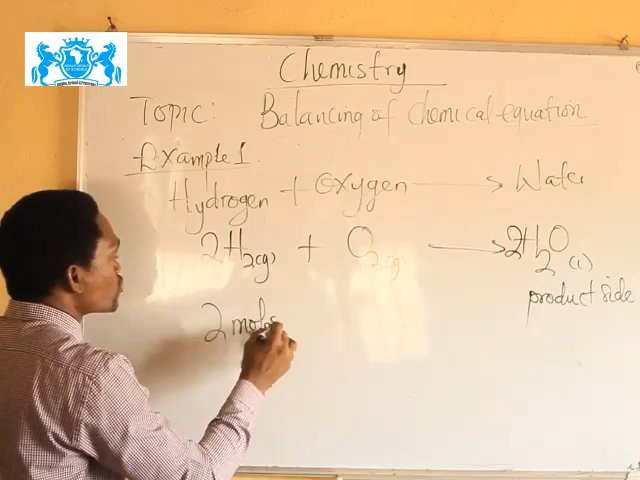 Chemistry
Topic: Balancing of chemical equation
Example 1.
Hydrogen + Oxygen → Water
2H2(g) + O2(g) → 2H2O(l)
product side
2 moles